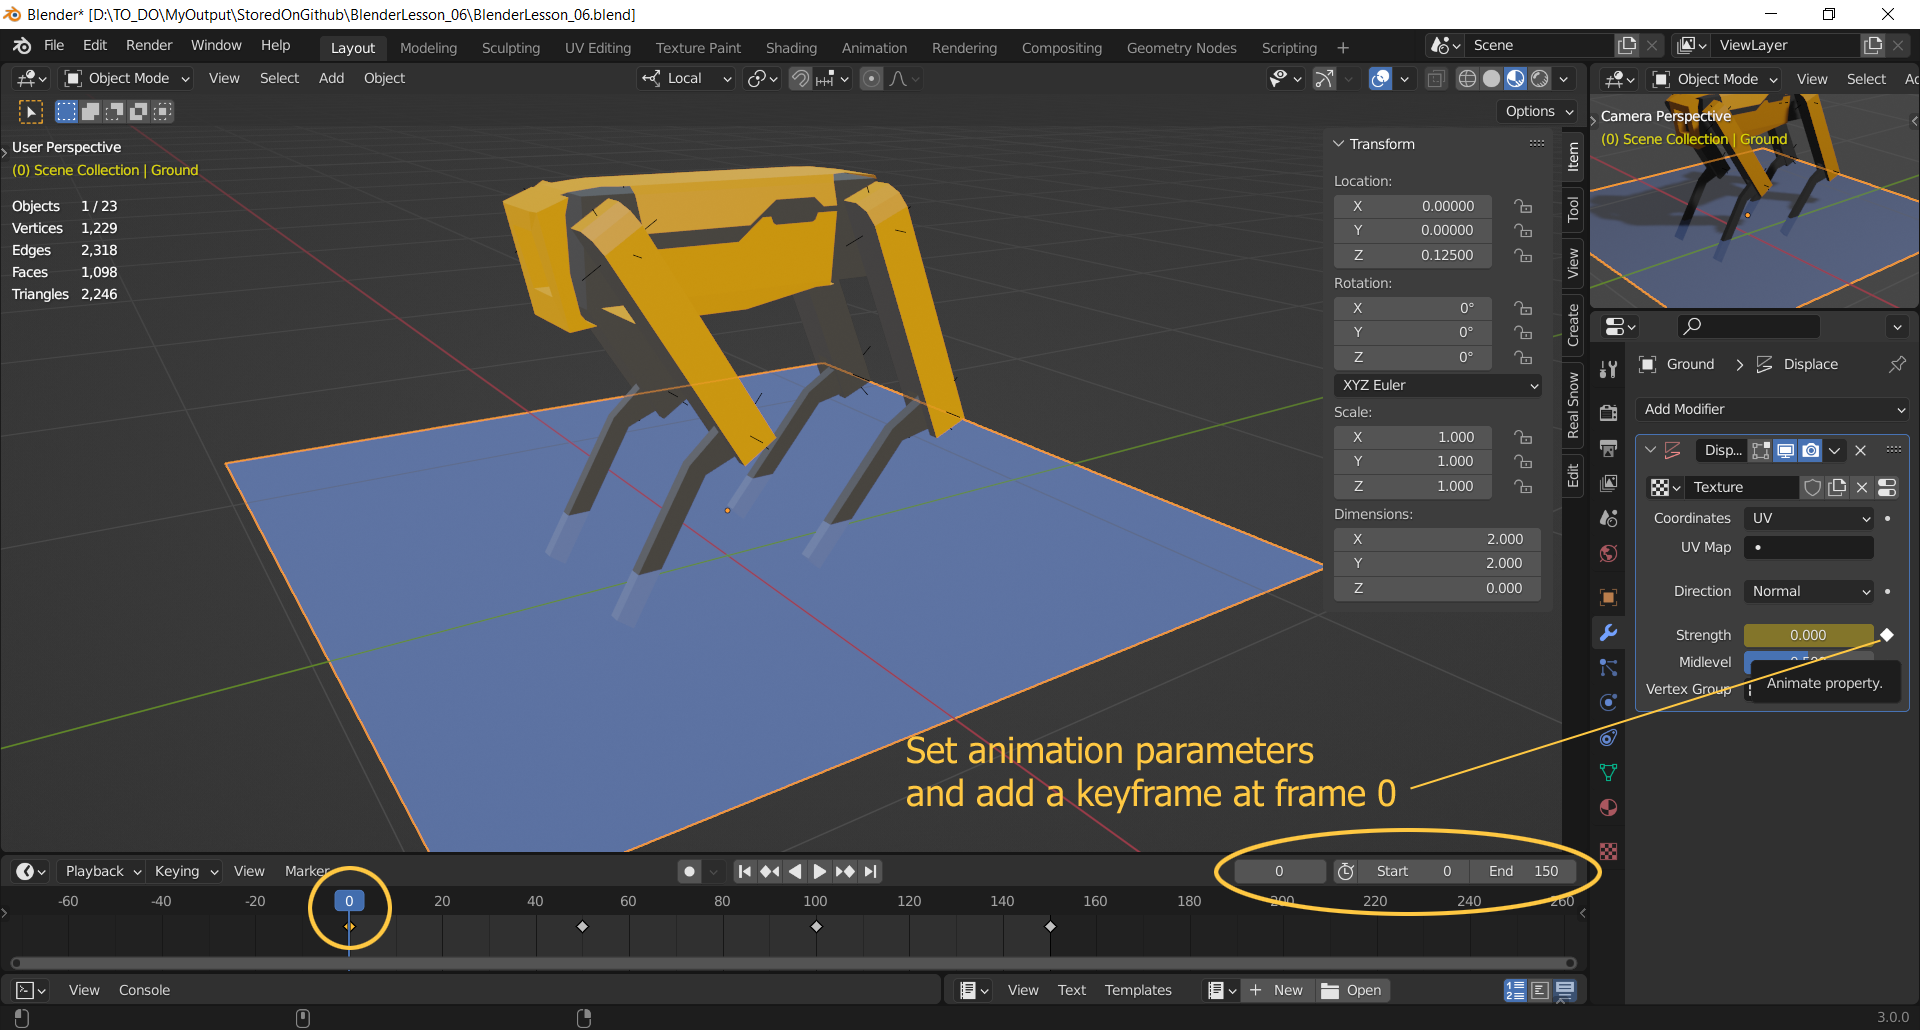 Blender* [D:\TO_DO\MyOutput\StoredOnGithub\BlenderLesson_06\BlenderLesson_06.blend]
File Edit Render Window Help Layout Modeling Sculpting UV Editing Texture Paint Shading Animation Rendering Compositing Geometry Nodes Scripting + Scene ViewLayer
Object Mode View Select Add Object Local Object Mode View Select
Options
User Perspective
(0) Scene Collection | Ground
Objects 1 / 23
Vertices 1,229
Edges 2,318
Faces 1,098
Triangles 2,246
Transform
Location:
X 0.00000
Y 0.00000
Z 0.12500
Rotation:
X 0°
Y 0°
Z 0°
XYZ Euler
Scale:
X 1.000
Y 1.000
Z 1.000
Dimensions:
X 2.000
Y 2.000
Z 0.000
Item
Tool
View
Create
Real Snow
Edit
Camera Perspective
(0) Scene Collection | Ground
Ground Displace
Add Modifier
Disp...
Texture
Coordinates UV
UV Map
Direction Normal
Strength 0.000
Midlevel
Vertex Group
Animate property.
Set animation parameters
and add a keyframe at frame 0
Playback Keying View Marker 0 Start 0 End 150
-60 -40 -20 0 20 40 60 80 100 120 140 160 180 200 220 240 260
View Console View Text Templates + New Open
3.0.0